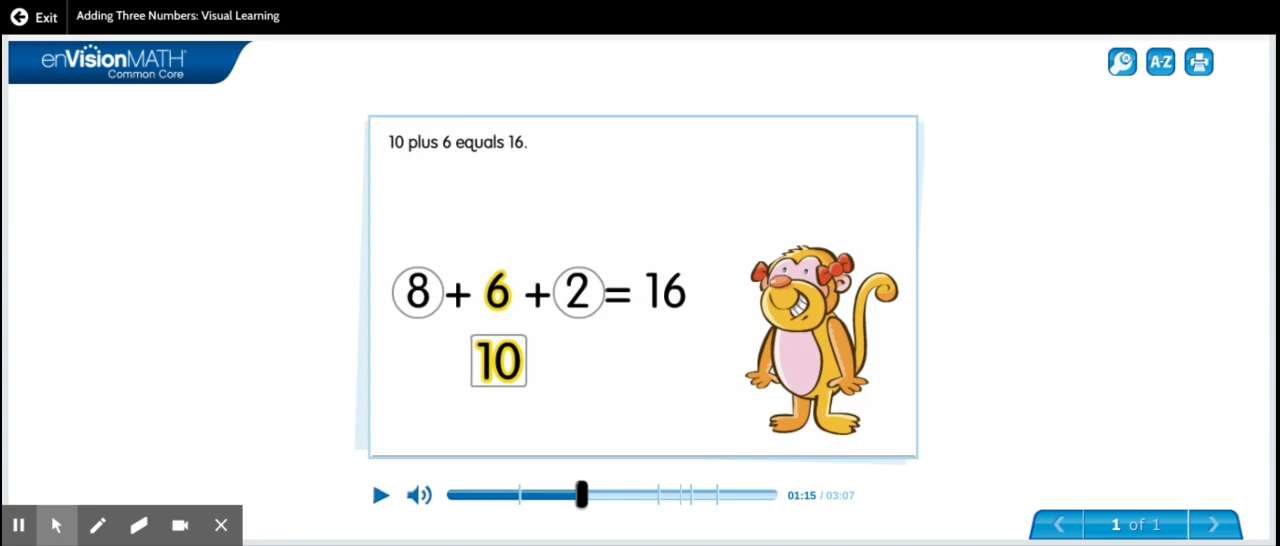 Exit
Adding Three Numbers: Visual Learning
enVisionMATH
Common Core
A-Z
10 plus 6 equals 16.
8 + 6 + 2 = 16
10
01:15 / 03:07
1 of 1